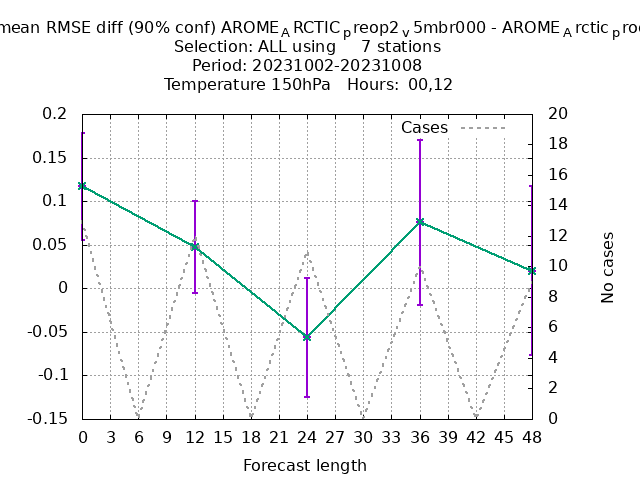 mean RMSE diff (90% conf) AROME_ARCTIC_preop2_v5mbr000 - AROME_Arctic_pro
Selection: ALL using 7 stations
Period: 20231002-20231008
Temperature 150hPa Hours: 00,12
Cases
0.2
0.15
0.1
0.05
0
-0.05
-0.1
-0.15
20
18
16
14
12
10
8
6
4
2
0
No cases
0 3 6 9 12 15 18 21 24 27 30 33 36 39 42 45 48
Forecast length